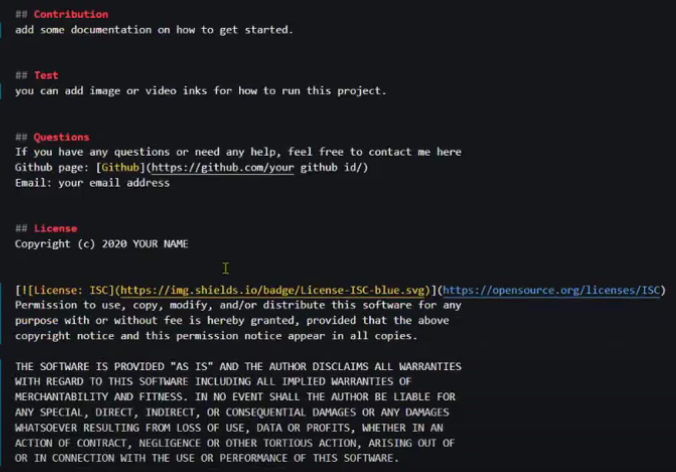 ## Contribution
add some documentation on how to get started.
## Test
you can add image or video inks for how to run this project.
## Questions
If you have any questions or need any help, feel free to contact me here
Github page: [Github](https://github.com/your github id/)
Email: your email address
## License
Copyright (c) 2020 YOUR NAME
[![License: ISC](https://img.shields.io/badge/License-ISC-blue.svg)](https://opensource.org/licenses/ISC)
Permission to use, copy, modify, and/or distribute this software for any
purpose with or without fee is hereby granted, provided that the above
copyright notice and this permission notice appear in all copies.
THE SOFTWARE IS PROVIDED "AS IS" AND THE AUTHOR DISCLAIMS ALL WARRANTIES
WITH REGARD TO THIS SOFTWARE INCLUDING ALL IMPLIED WARRANTIES OF
MERCHANTABILITY AND FITNESS. IN NO EVENT SHALL THE AUTHOR BE LIABLE FOR
ANY SPECIAL, DIRECT, INDIRECT, OR CONSEQUENTIAL DAMAGES OR ANY DAMAGES
WHATSOEVER RESULTING FROM LOSS OF USE, DATA OR PROFITS, WHETHER IN AN
ACTION OF CONTRACT, NEGLIGENCE OR OTHER TORTIOUS ACTION, ARISING OUT OF
OR IN CONNECTION WITH THE USE OR PERFORMANCE OF THIS SOFTWARE.